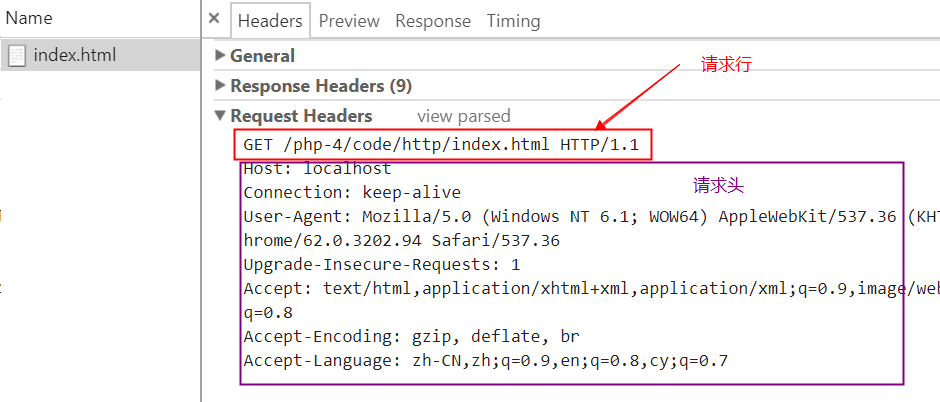 Name
index.html
× Headers Preview Response Timing
▶ General
▶ Response Headers (9)
▼ Request Headers view parsed
请求行
GET /php-4/code/http/index.html HTTP/1.1
Host: localhost
请求头
Connection: keep-alive
User-Agent: Mozilla/5.0 (Windows NT 6.1; WOW64) AppleWebKit/537.36 (KHT
hrome/62.0.3202.94 Safari/537.36
Upgrade-Insecure-Requests: 1
Accept: text/html,application/xhtml+xml,application/xml;q=0.9,image/web
q=0.8
Accept-Encoding: gzip, deflate, br
Accept-Language: zh-CN,zh;q=0.9,en;q=0.8,cy;q=0.7